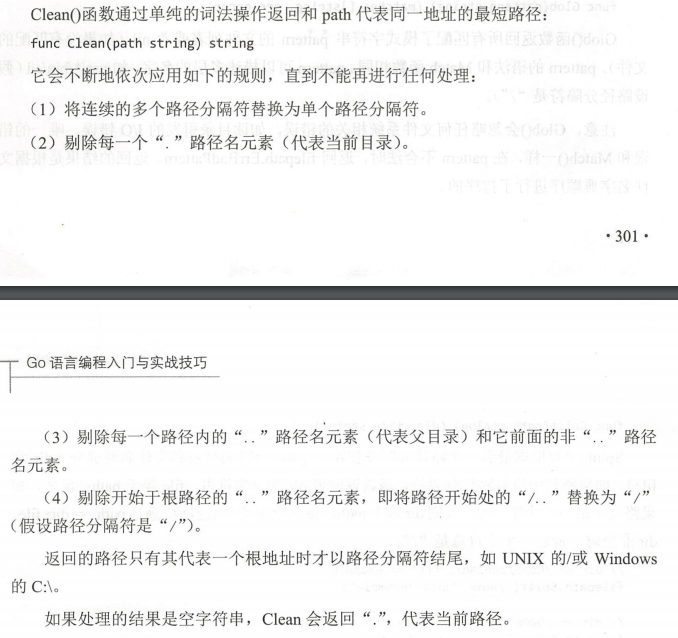 Clean()函数通过单纯的词法操作返回和 path 代表同一地址的最短路径：
func Clean(path string) string
它会不断地依次应用如下的规则，直到不能再进行任何处理：
（1）将连续的多个路径分隔符替换为单个路径分隔符。
（2）剔除每一个“.”路径名元素（代表当前目录）。
·301·
Go 语言编程入门与实战技巧
（3）剔除每一个路径内的“..”路径名元素（代表父目录）和它前面的非“..”路径
名元素。
（4）剔除开始于根路径的“..”路径名元素，即将路径开始处的“/..”替换为“/”
（假设路径分隔符是“/”）。
返回的路径只有其代表一个根地址时才以路径分隔符结尾，如 UNIX 的/或 Windows
的 C:\。
如果处理的结果是空字符串，Clean 会返回“.”，代表当前路径。